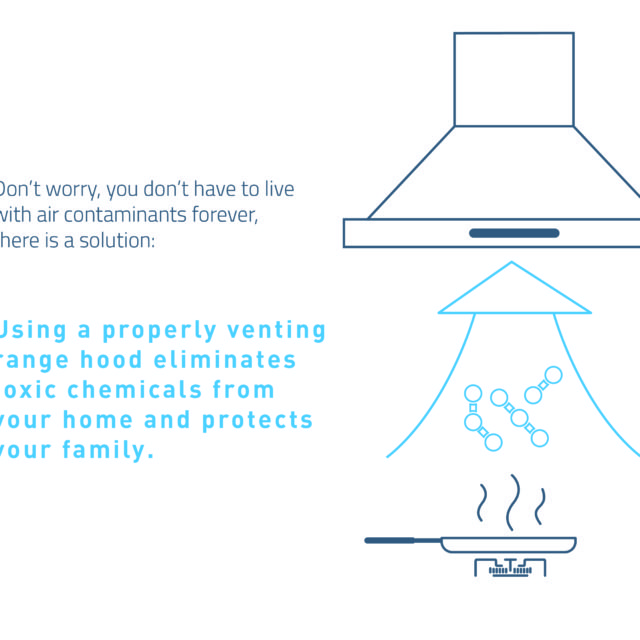 Don't worry, you don't have to live
with air contaminants forever,
there is a solution:
Using a properly venting
range hood eliminates
toxic chemicals from
your home and protects
your family.